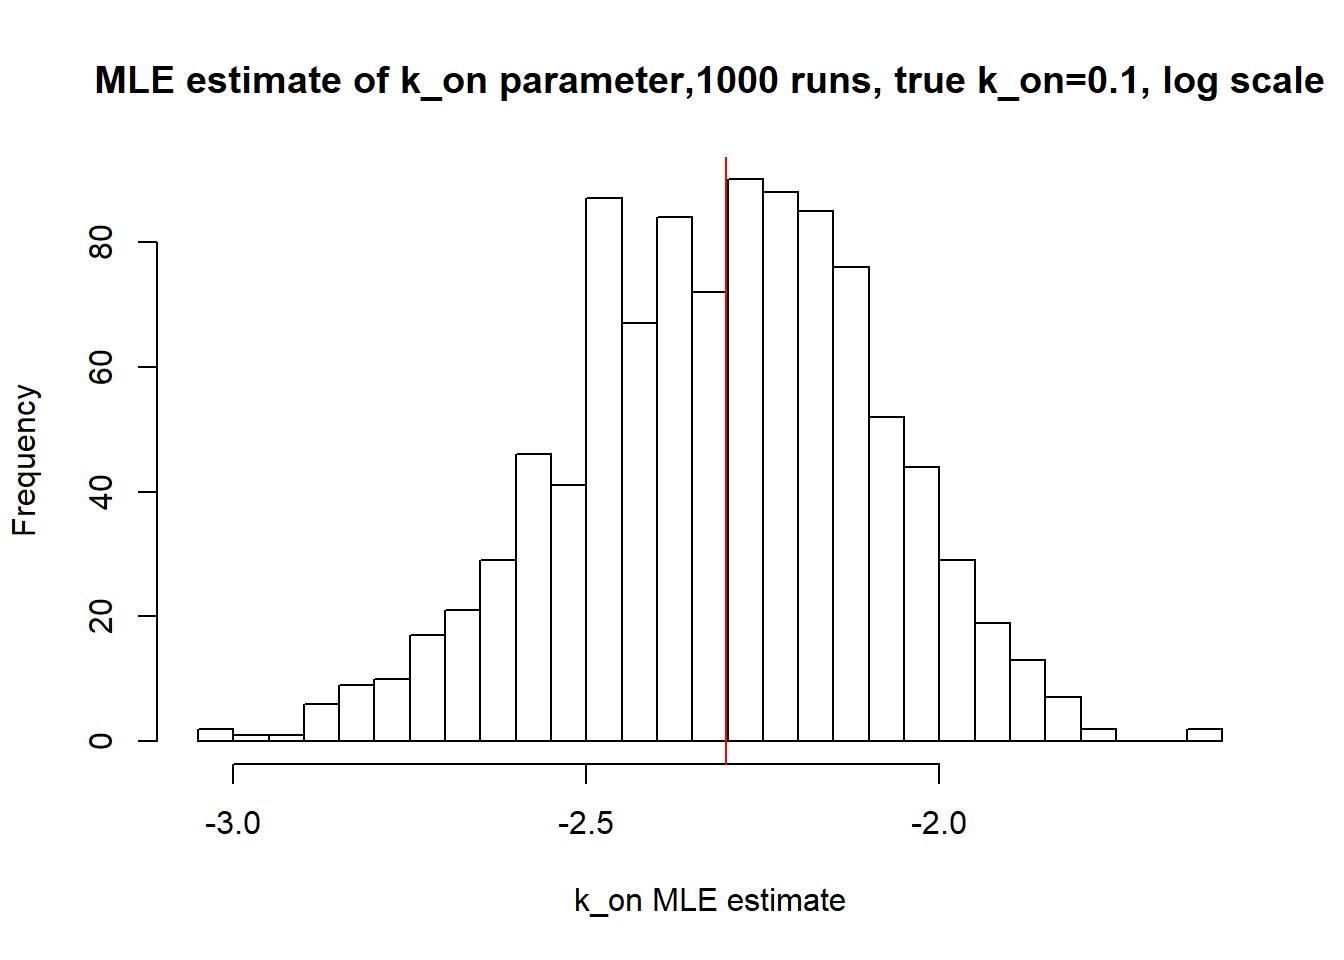 MLE estimate of k_on parameter,1000 runs, true k_on=0.1, log scale
Frequency
80
60
40
20
0
-3.0 -2.5 -2.0
k_on MLE estimate